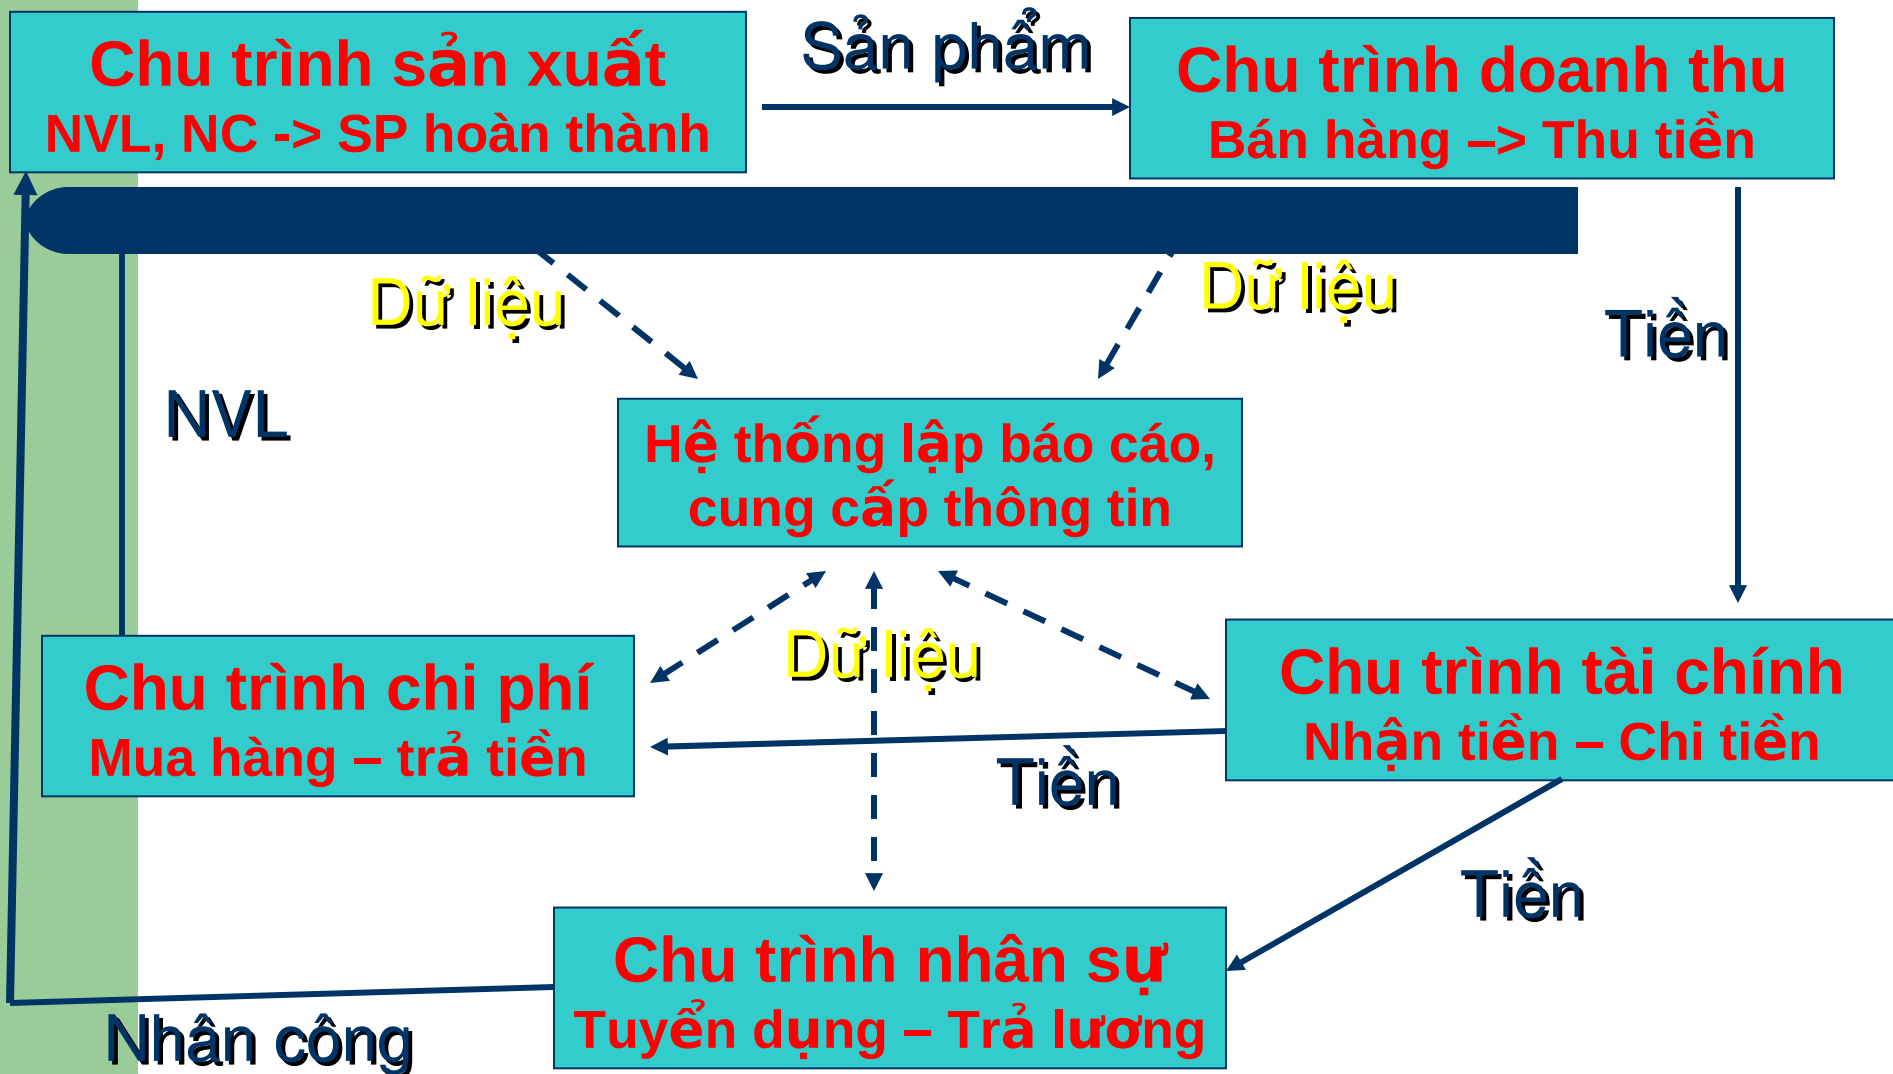 Chu trình sản xuất
NVL, NC -> SP hoàn thành
Sản phẩm
Chu trình doanh thu
Bán hàng –> Thu tiền
Dữ liệu
Dữ liệu
Tiền
NVL
Hệ thống lập báo cáo,
cung cấp thông tin
Dữ liệu
Chu trình chi phí
Mua hàng – trả tiền
Chu trình tài chính
Nhận tiền – Chi tiền
Tiền
Tiền
Chu trình nhân sự
Tuyển dụng – Trả lương
Nhân công